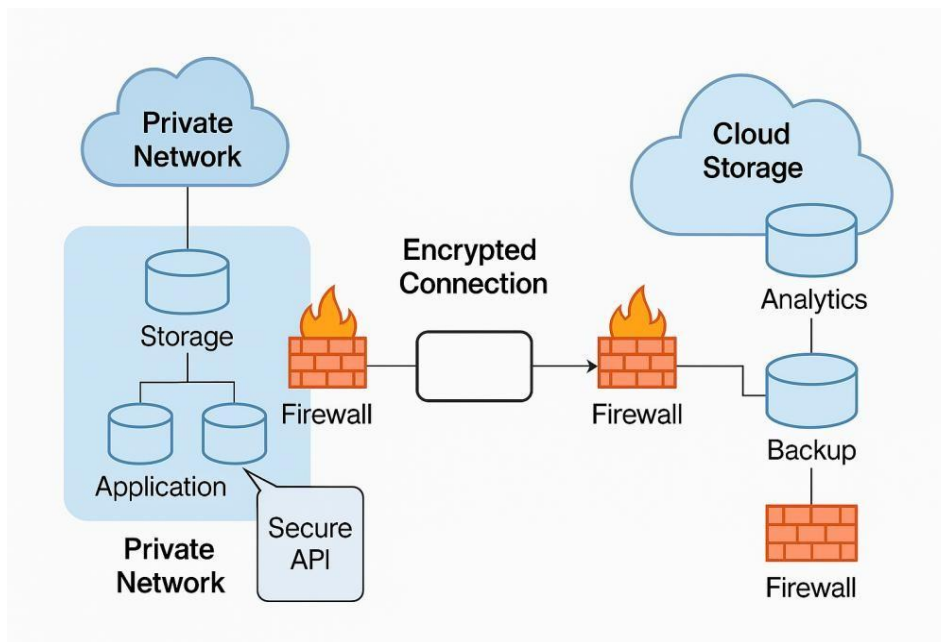 Private
Network
Cloud
Storage
Encrypted
Connection
Storage
Analytics
Firewall
Firewall
Backup
Application
Secure
API
Private
Network
Firewall